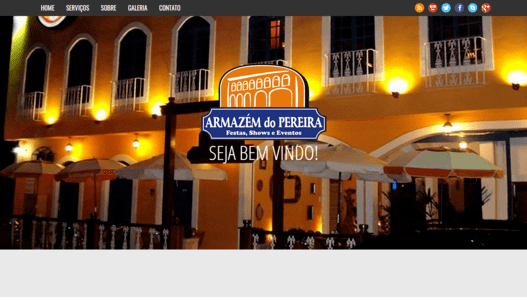 HOME SERVIÇOS SOBRE GALERIA CONTATO
ARMAZÉM do PEREIRA
Festas, Shows e Eventos
SEJA BEM VINDO!